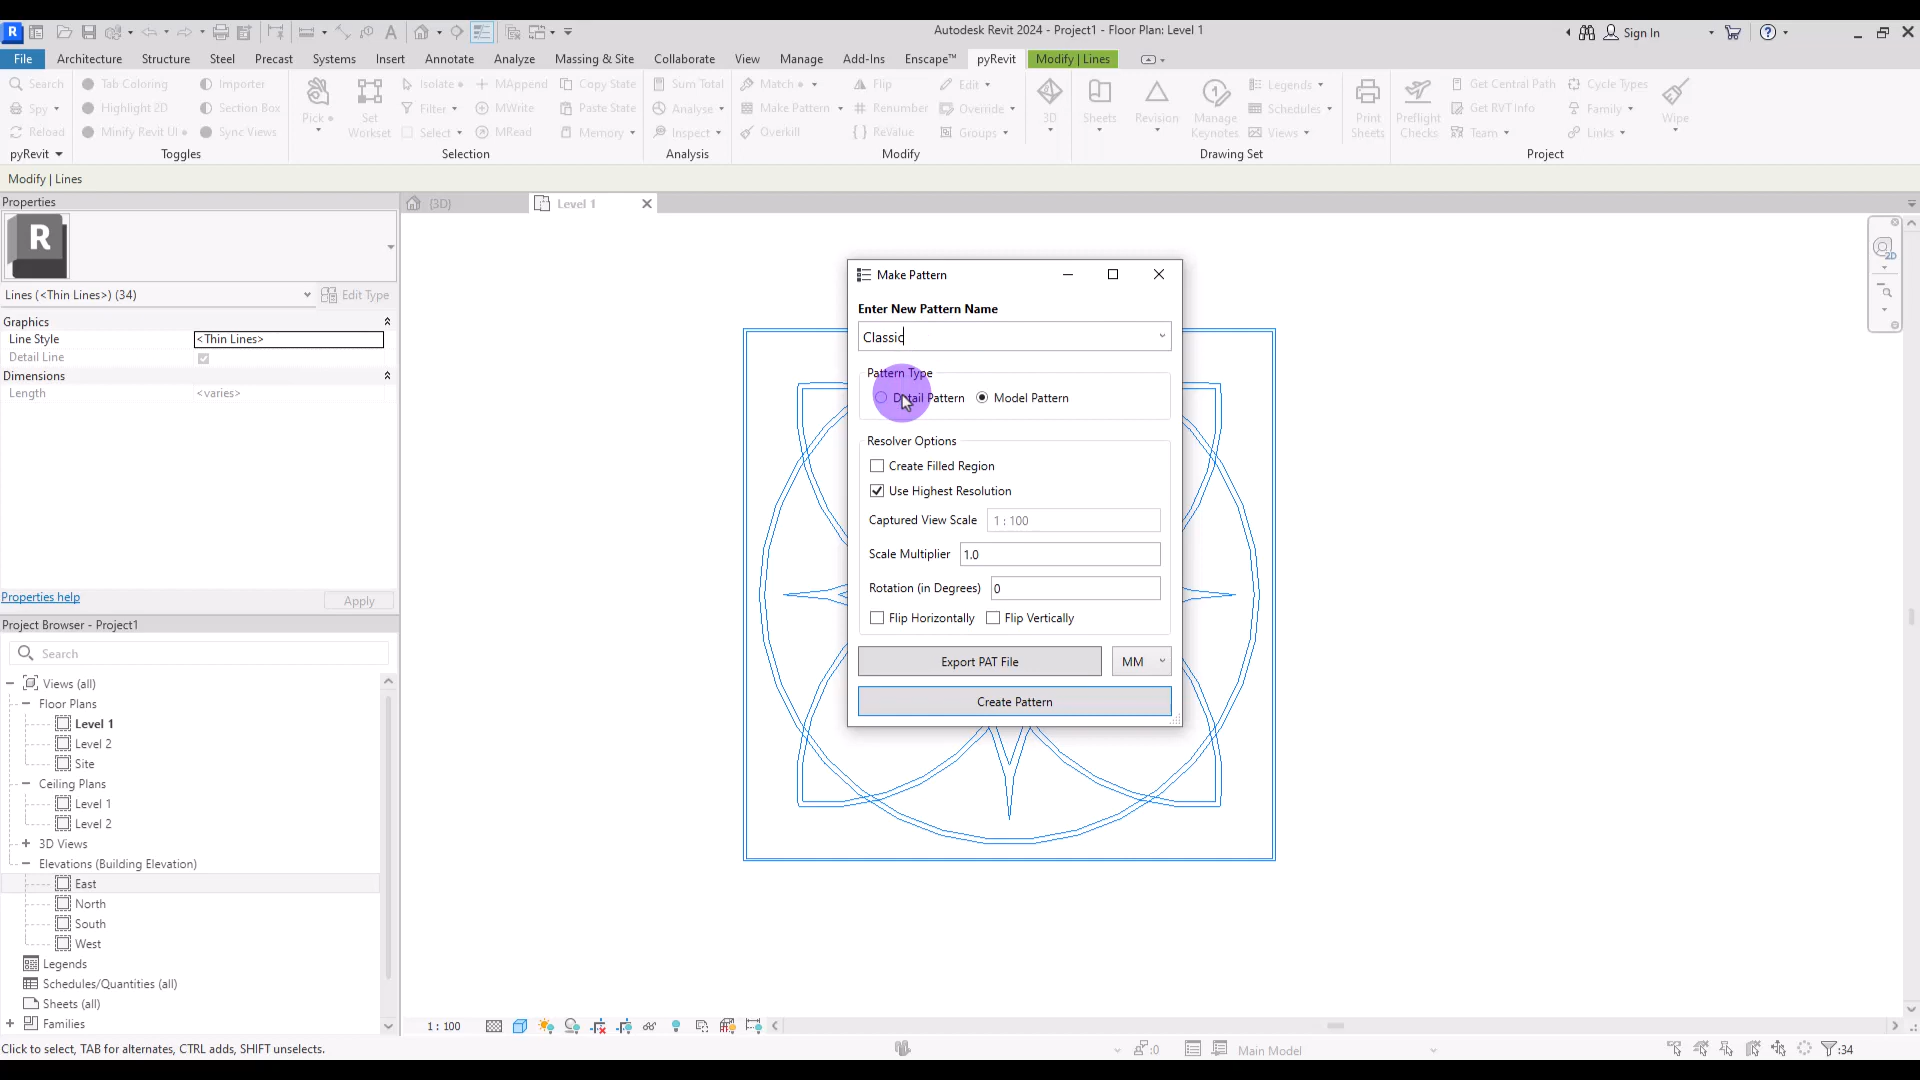 Autodesk Revit 2024 - Project1 - Floor Plan: Level 1
Sign In
File Architecture Structure Steel Precast Systems Insert Annotate Analyze Massing & Site Collaborate View Manage Add-Ins Enscape™ pyRevit Modify | Lines
Search Tab Coloring Importer Isolate MAppend Copy State Sum Total Match Flip Edit Legends Get Central Path Cycle Types
Spy Highlight 2D Section Box Filter MWrite Paste State Analyse Make Pattern Renumber Override Schedules Get RVT Info Family
Reload Minify Revit UI Sync Views Select MRead Memory Inspect Overkill ReValue Groups Views Team Links
Pick Set Workset 3D Sheets Revision Manage Keynotes Print Sheets Preflight Checks Wipe
pyRevit Toggles Selection Analysis Modify Drawing Set Project
Modify | Lines
Properties
(3D) Level 1
R
Lines (<Thin Lines>) (34) Edit Type
Graphics
Line Style <Thin Lines>
Detail Line
Dimensions
Length <varies>
Properties help Apply
Project Browser - Project1
Search
Views (all)
Floor Plans
Level 1
Level 2
Site
Ceiling Plans
Level 1
Level 2
3D Views
Elevations (Building Elevation)
East
North
South
West
Legends
Schedules/Quantities (all)
Sheets (all)
Families
Make Pattern
Enter New Pattern Name
Classic
Pattern Type
Detail Pattern Model Pattern
Resolver Options
Create Filled Region
Use Highest Resolution
Captured View Scale 1 : 100
Scale Multiplier 1.0
Rotation (in Degrees) 0
Flip Horizontally Flip Vertically
Export PAT File MM
Create Pattern
2D
1 : 100
Click to select, TAB for alternates, CTRL adds, SHIFT unselects.
:0 Main Model :34